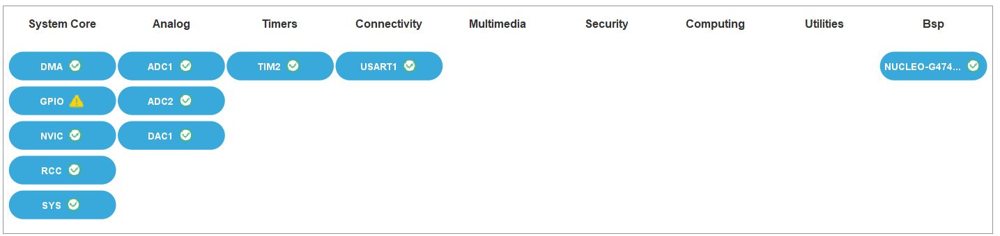 System Core Analog Timers Connectivity Multimedia Security Computing Utilities Bsp
DMA ADC1 TIM2 USART1 NUCLEO-G474...
GPIO ADC2
NVIC DAC1
RCC
SYS